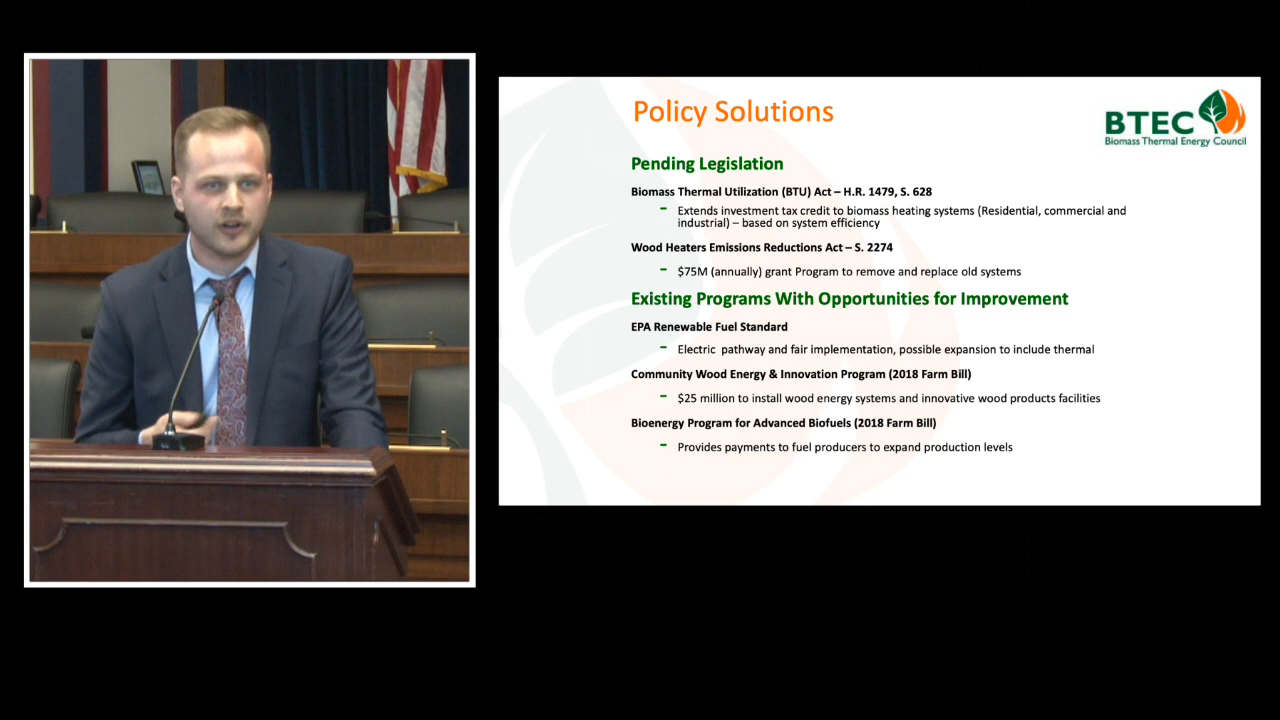 Policy Solutions
BTEC
Biomass Thermal Energy Council
Pending Legislation
Biomass Thermal Utilization (BTU) Act – H.R. 1479, S. 628
- Extends investment tax credit to biomass heating systems (Residential, commercial and
industrial) – based on system efficiency
Wood Heaters Emissions Reductions Act – S. 2274
- $75M (annually) grant Program to remove and replace old systems
Existing Programs With Opportunities for Improvement
EPA Renewable Fuel Standard
- Electric pathway and fair implementation, possible expansion to include thermal
Community Wood Energy & Innovation Program (2018 Farm Bill)
- $25 million to install wood energy systems and innovative wood products facilities
Bioenergy Program for Advanced Biofuels (2018 Farm Bill)
- Provides payments to fuel producers to expand production levels